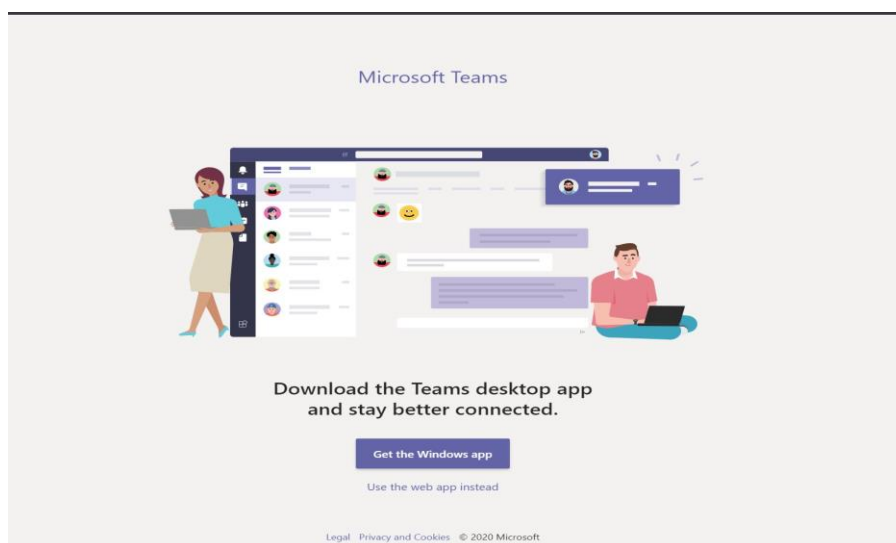 Microsoft Teams
Download the Teams desktop app
and stay better connected.
Get the Windows app
Use the web app instead
Legal Privacy and Cookies © 2020 Microsoft